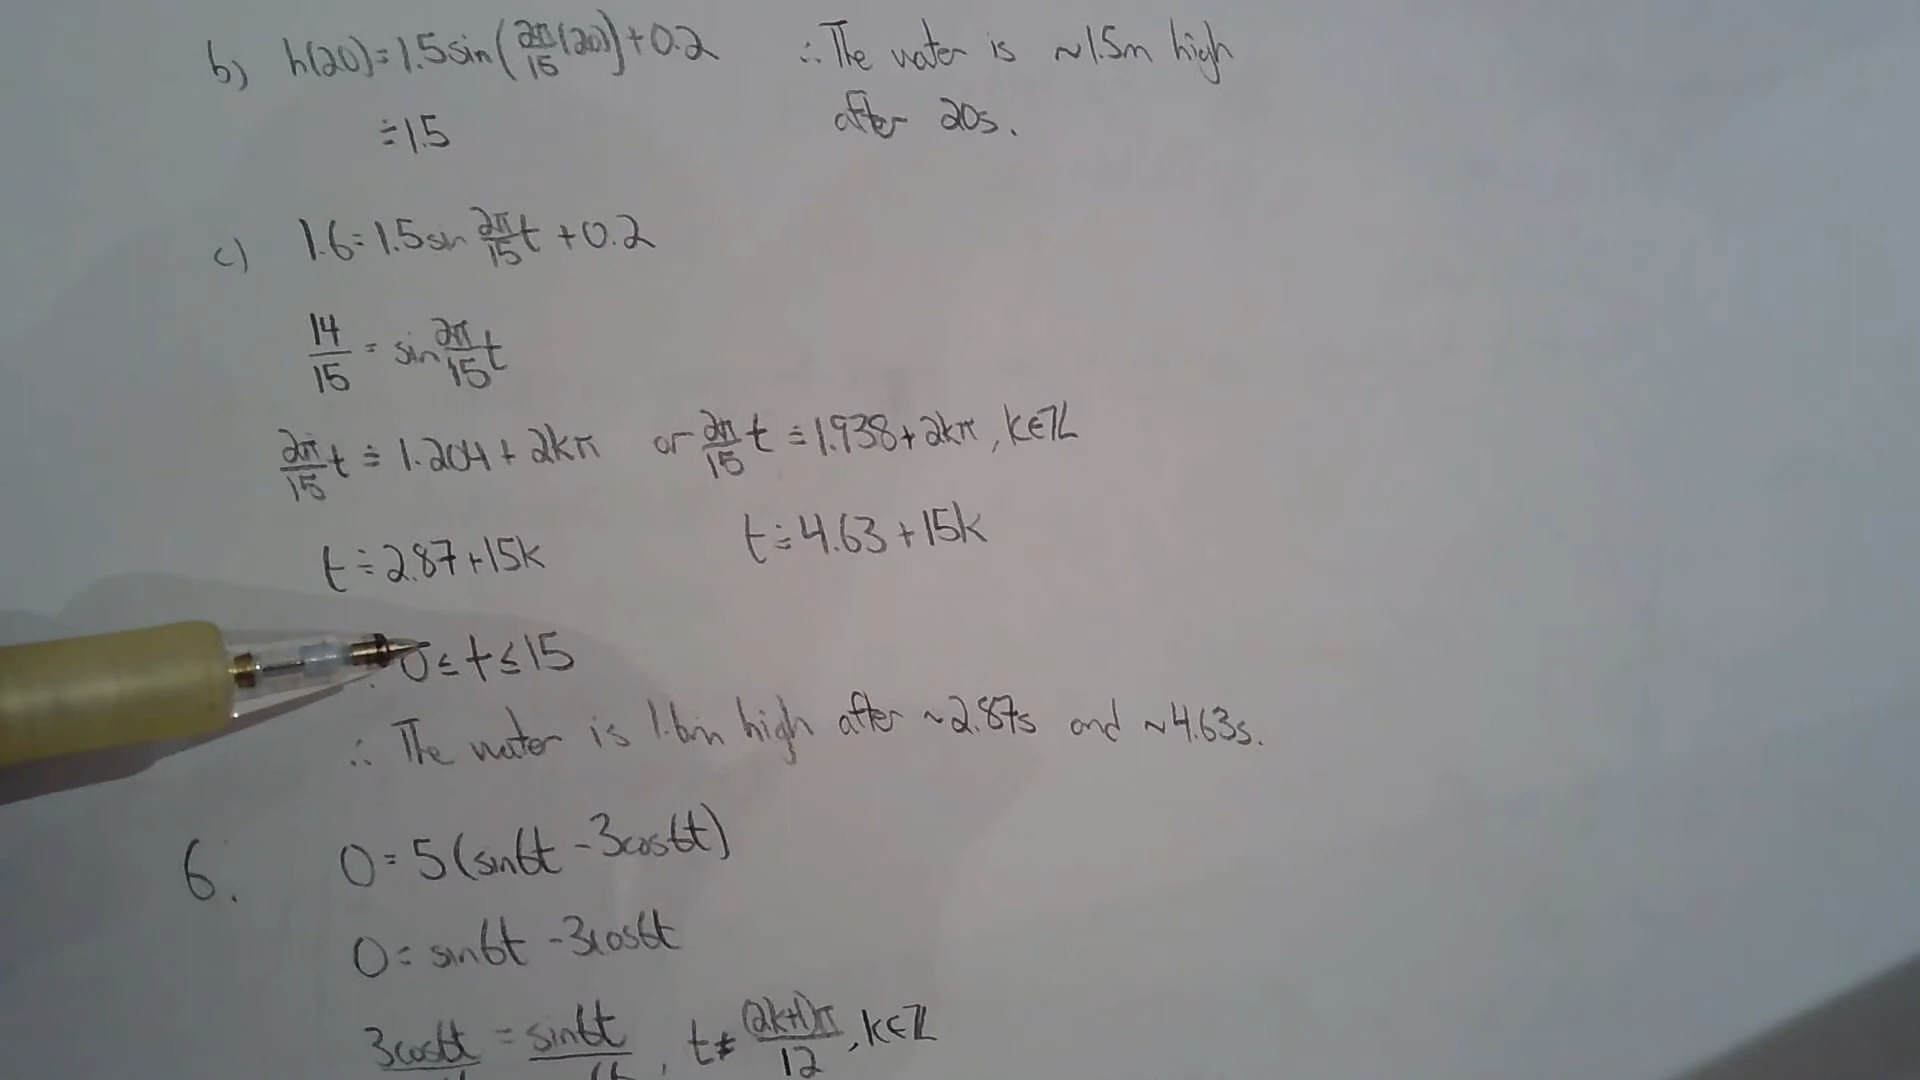 b) h(20)=1.5sin(2π/15(20))+0.2 ∴ The water is ~1.5m high
≐1.5 after 20s.
c) 1.6=1.5sin 2π/15 t +0.2
14/15 = sin 2π/15 t
2π/15 t ≐ 1.204 + 2kπ or 2π/15 t ≐ 1.938 + 2kπ, k∈ℤ
t ≐ 2.87 + 15k t ≐ 4.63 + 15k
0 ≤ t ≤ 15
∴ The water is 1.6m high after ~2.87s and ~4.63s.
6. 0 = 5(sin6t - 3cos6t)
0 = sin6t - 3cos6t
3cos6t = sin6t , t ≠ (2k+1)π/12 , k∈ℤ